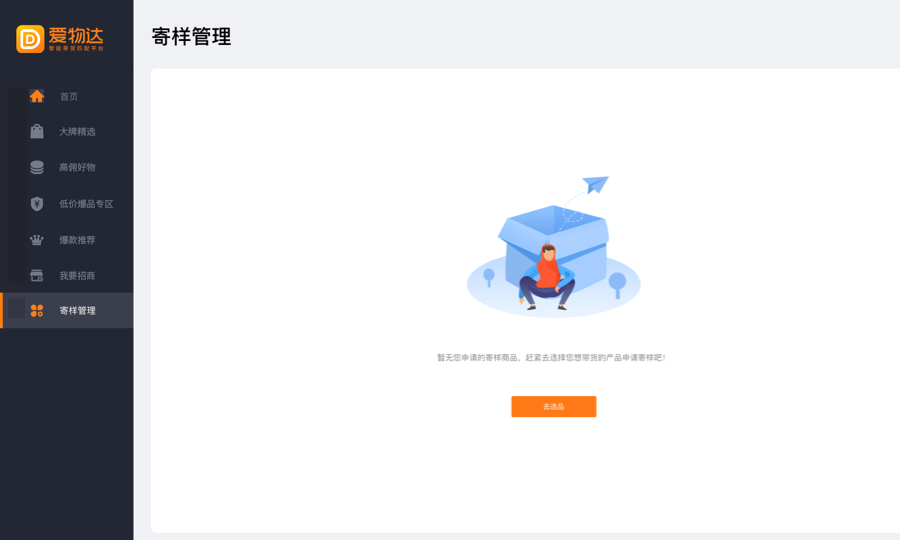 爱物达
智能带货匹配平台
寄样管理
首页
大牌精选
高佣好物
低价爆品专区
爆款推荐
我要招商
寄样管理
暂无您申请的寄样商品，赶紧去选择您想带货的产品申请寄样吧！
去选品